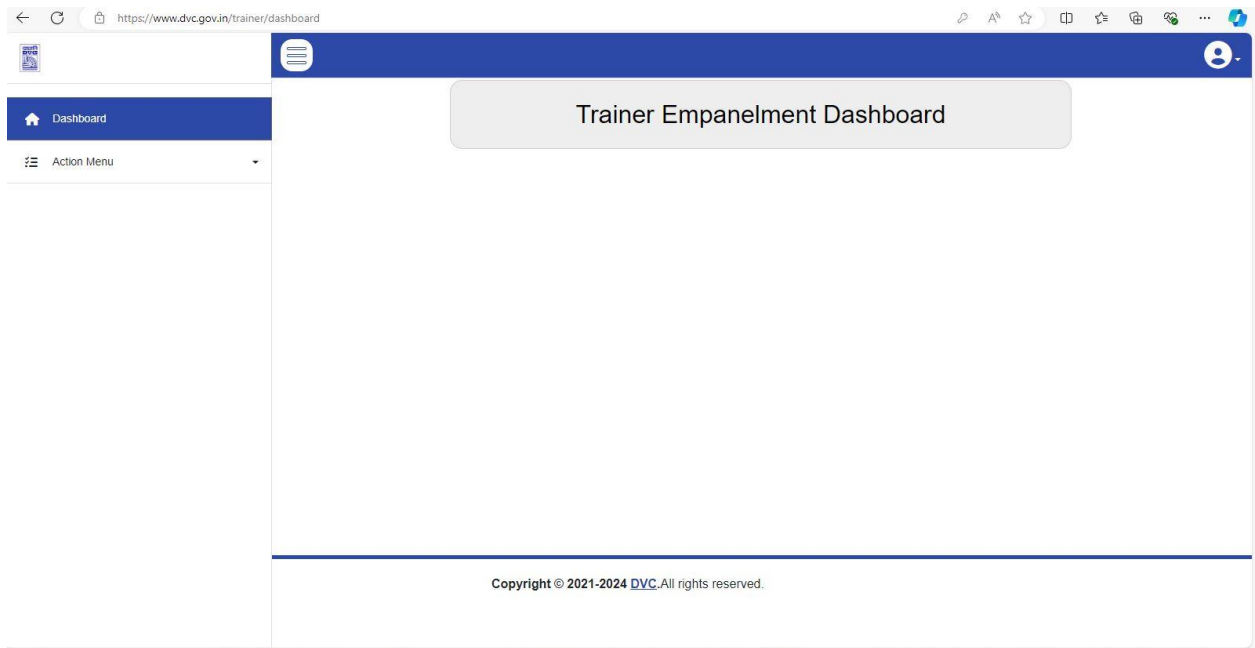 https://www.dvc.gov.in/trainer/dashboard
Trainer Empanelment Dashboard
Dashboard
Action Menu
Copyright © 2021-2024 DVC.All rights reserved.